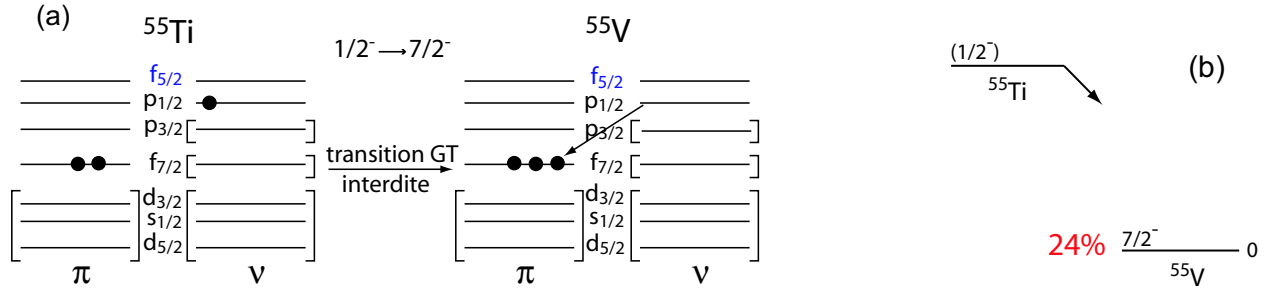 (a)
⁵⁵Ti
1/2⁻ → 7/2⁻
⁵⁵V
f5/2
p1/2
p3/2
f7/2
d3/2
s1/2
d5/2
π
ν
transition GT
interdite
f5/2
p1/2
p3/2
f7/2
d3/2
s1/2
d5/2
π
ν
(b)
(1/2⁻)
⁵⁵Ti
24% 7/2⁻ 0
⁵⁵V